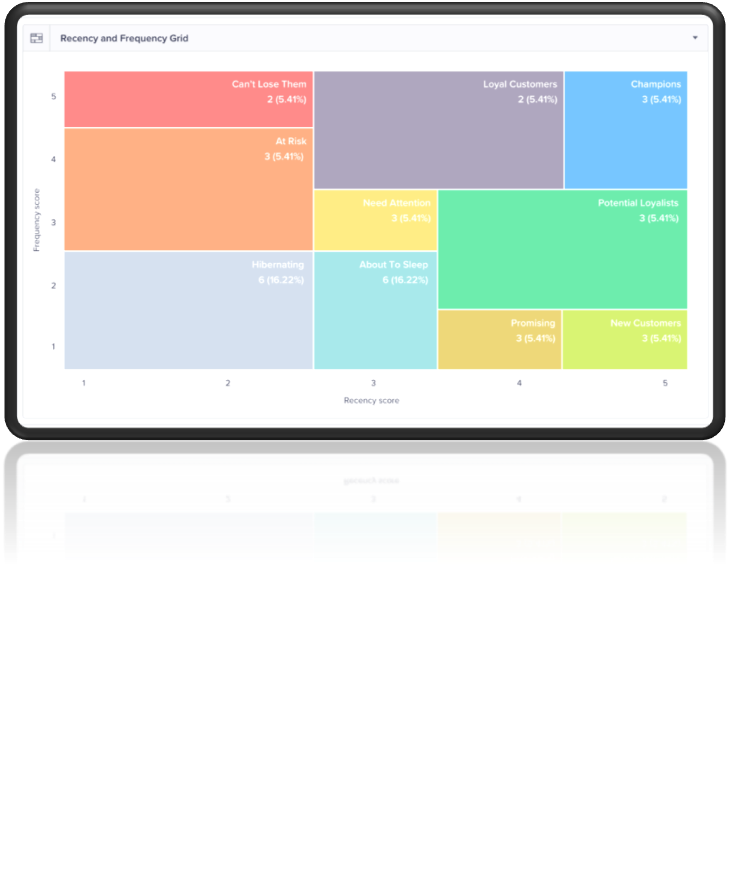 Recency and Frequency Grid
Can't Lose Them
2 (5.41%)
Loyal Customers
2 (5.41%)
Champions
3 (5.41%)
At Risk
3 (5.41%)
Need Attention
3 (5.41%)
Potential Loyalists
3 (5.41%)
Hibernating
6 (16.22%)
About To Sleep
6 (16.22%)
Promising
3 (5.41%)
New Customers
3 (5.41%)
5
4
3
2
1
Frequency score
1 2 3 4 5
Recency score